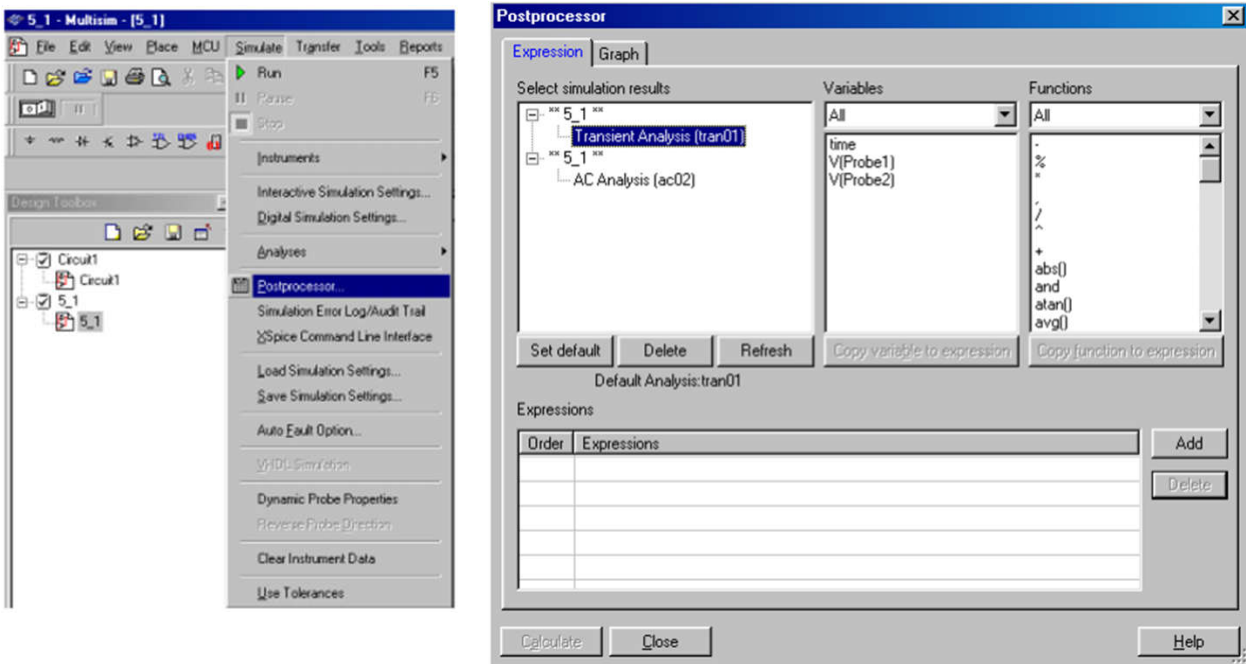 5_1 - Multisim - [5_1]
File Edit View Place MCU Simulate Transfer Tools Reports
Run F5
Pause F6
Stop
Instruments
Interactive Simulation Settings...
Digital Simulation Settings...
Analyses
Postprocessor...
Simulation Error Log/Audit Trail
XSpice Command Line Interface
Load Simulation Settings...
Save Simulation Settings...
Auto Fault Option...
VHDL Simulation
Dynamic Probe Properties
Reverse Probe Direction
Clear Instrument Data
Use Tolerances
Design Toolbox
Circuit1
Circuit1
5_1
5_1
Postprocessor
Expression Graph
Select simulation results
** 5_1 **
Transient Analysis (tran01)
** 5_1 **
AC Analysis (ac02)
Set default Delete Refresh
Default Analysis:tran01
Variables
All
time
V(Probe1)
V(Probe2)
Copy variable to expression
Functions
All
-
%
*
,
/
^
+
abs()
and
atan()
avg()
Copy function to expression
Expressions
Order Expressions
Add
Delete
Calculate Close Help